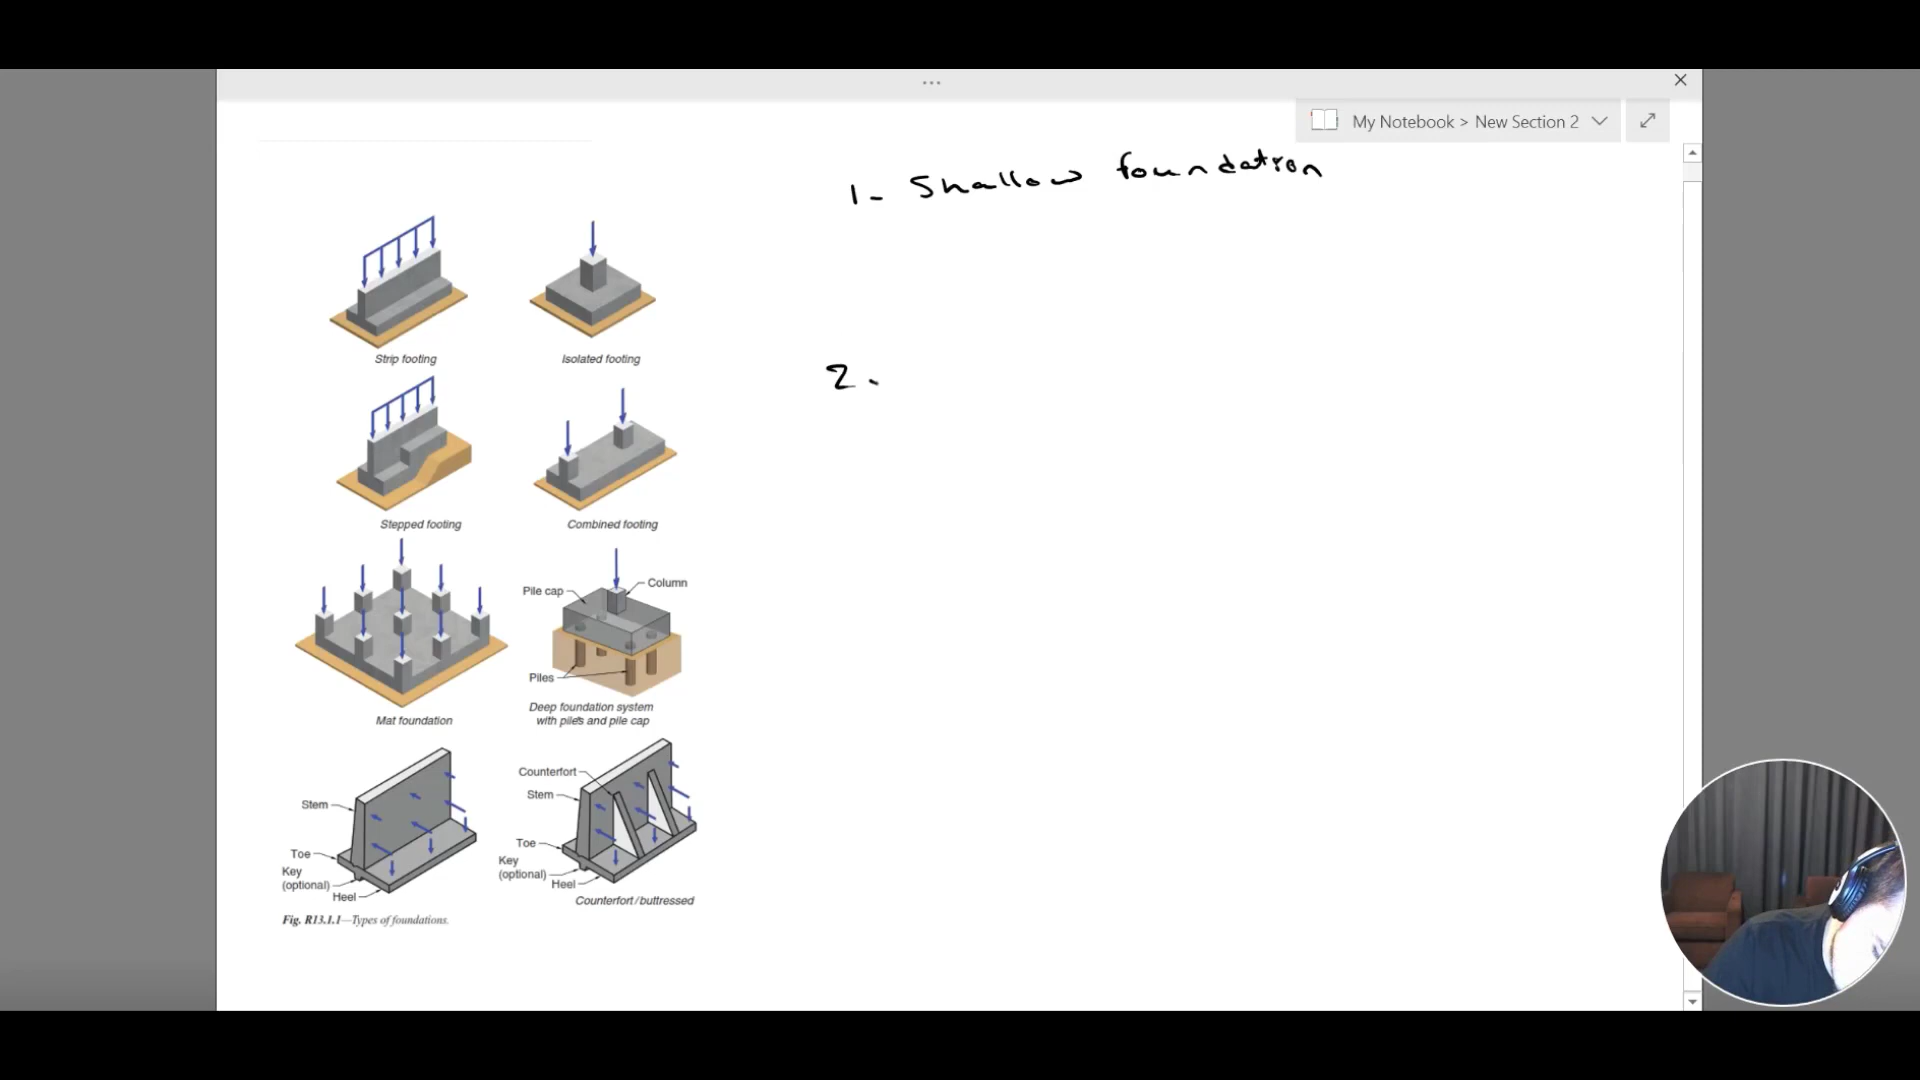 ...
My Notebook > New Section 2
1- Shallow foundation
2.
Strip footing
Isolated footing
Stepped footing
Combined footing
Mat foundation
Pile cap
Column
Piles
Deep foundation system
with piles and pile cap
Stem
Toe
Key
(optional)
Heel
Counterfort
Stem
Toe
Key
(optional)
Heel
Counterfort/buttressed
Fig. R13.1.1—Types of foundations.